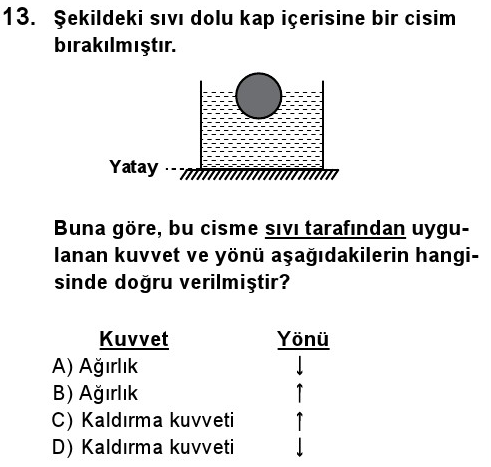 13. Şekildeki sıvı dolu kap içerisine bir cisim
bırakılmıştır.
Yatay
Buna göre, bu cisme sıvı tarafından uygu-
lanan kuvvet ve yönü aşağıdakilerin hangi-
sinde doğru verilmiştir?
Kuvvet Yönü
A) Ağırlık ↓
B) Ağırlık ↑
C) Kaldırma kuvveti ↑
D) Kaldırma kuvveti ↓